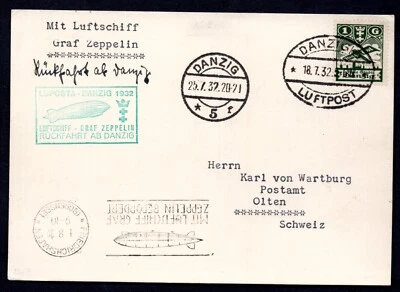 Mit Luftschiff
Graf Zeppelin
Rückfahrt ab Danzig
LUPOSTA - DANZIG 1932
LUFTSCHIFF - GRAF ZEPPELIN
RÜCKFAHRT AB DANZIG
DANZIG
25.7.32.20-21
* 5 f
DANZIG
* 18.7.32.
LUFTPOST
1 G
Herrn
Karl von Wartburg
Postamt
Olten
Schweiz
MIT LUFTSCHIFF GRAF
ZEPPELIN BEFÖRDERT
FRIEDRICHSHAFEN
(BODENSEE)